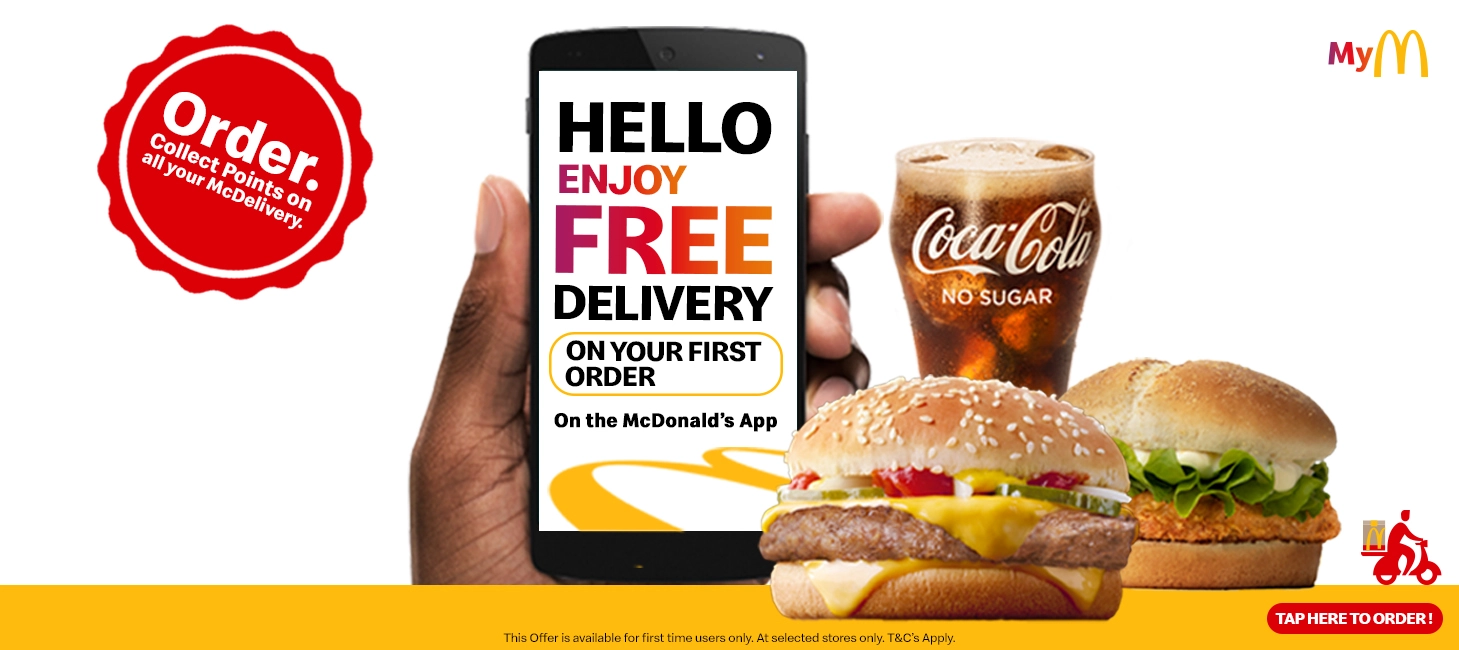 Order.
Collect Points on
all your McDelivery.
HELLO
ENJOY
FREE
DELIVERY
ON YOUR FIRST
ORDER
On the McDonald's App
My
Coca-Cola
NO SUGAR
TAP HERE TO ORDER!
This Offer is available for first time users only. At selected stores only. T&C's Apply.